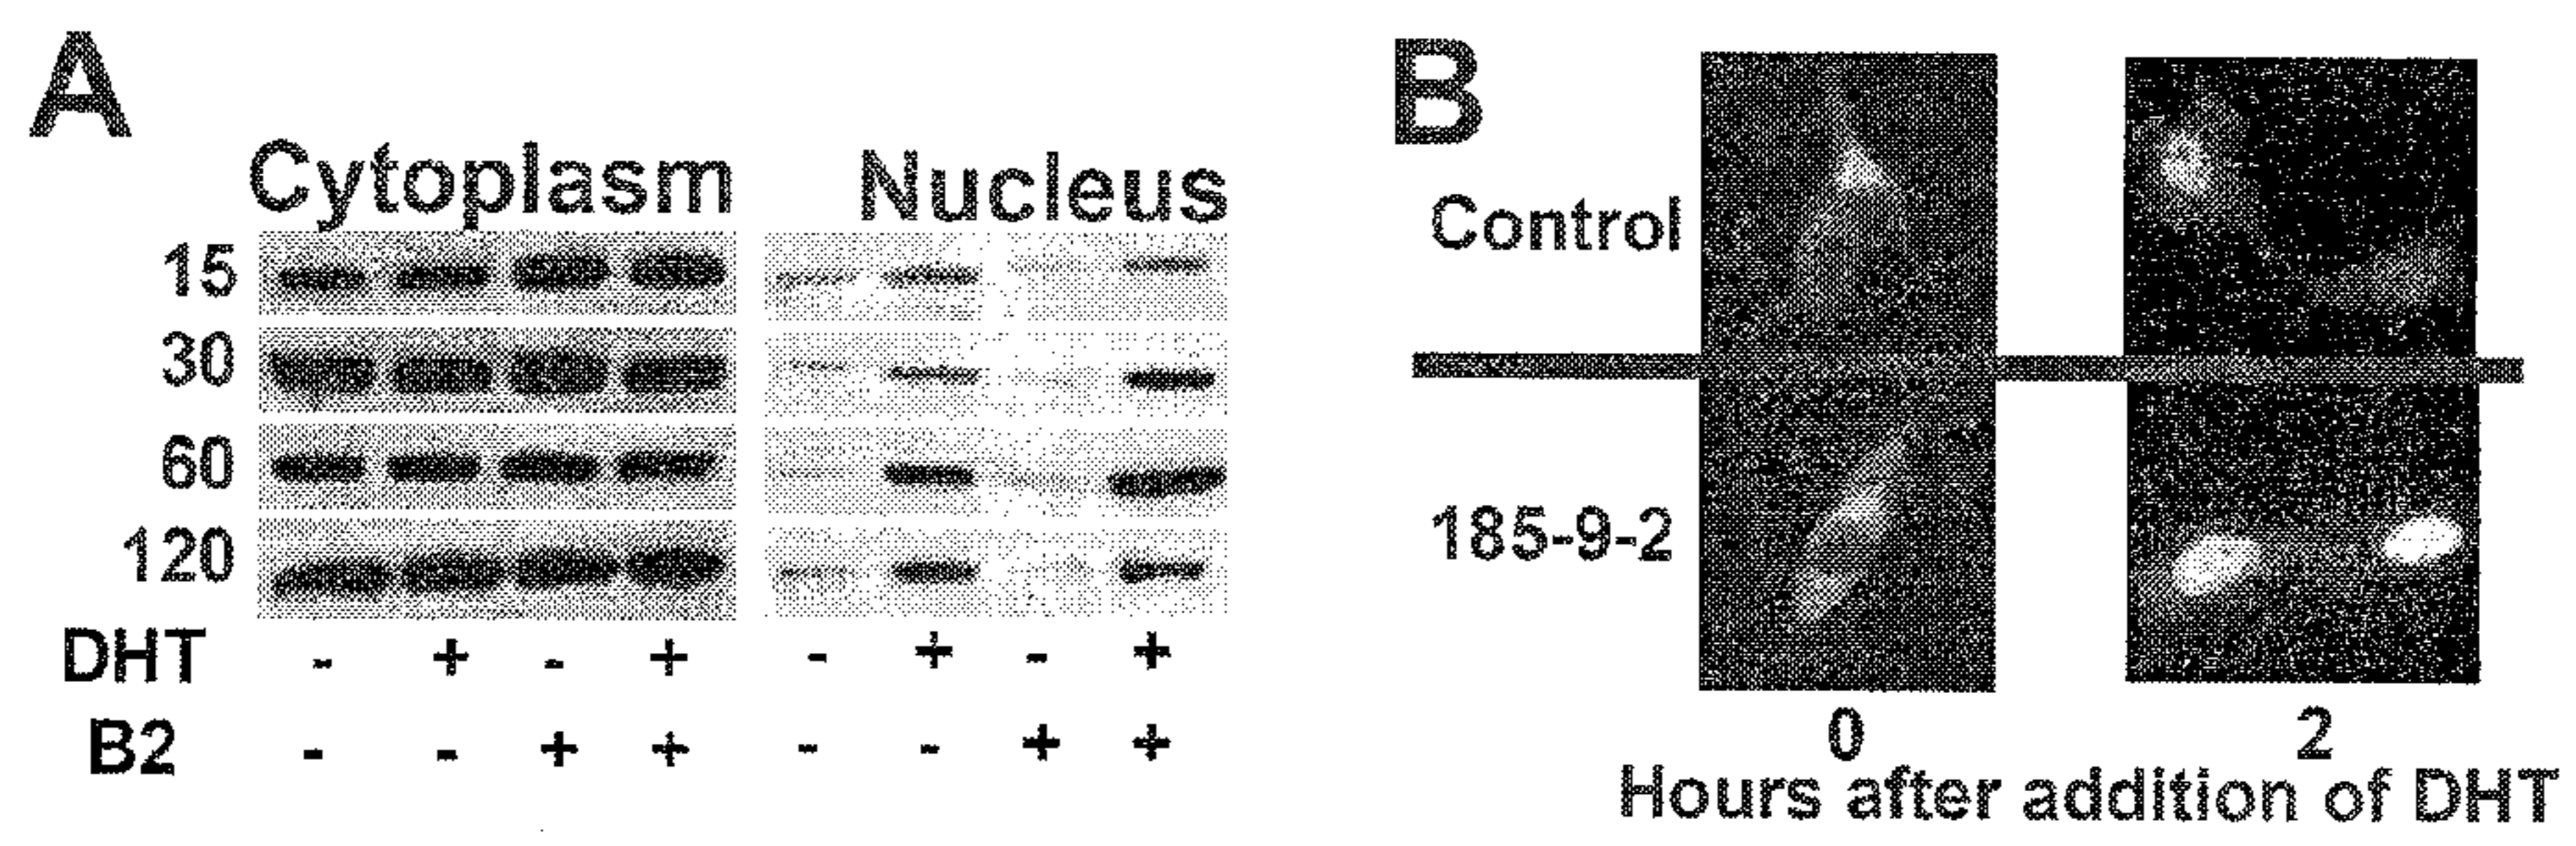 A
Cytoplasm Nucleus
15
30
60
120
DHT - + - + - + - +
B2 - - + + - - + +
B
Control
185-9-2
0 2
Hours after addition of DHT